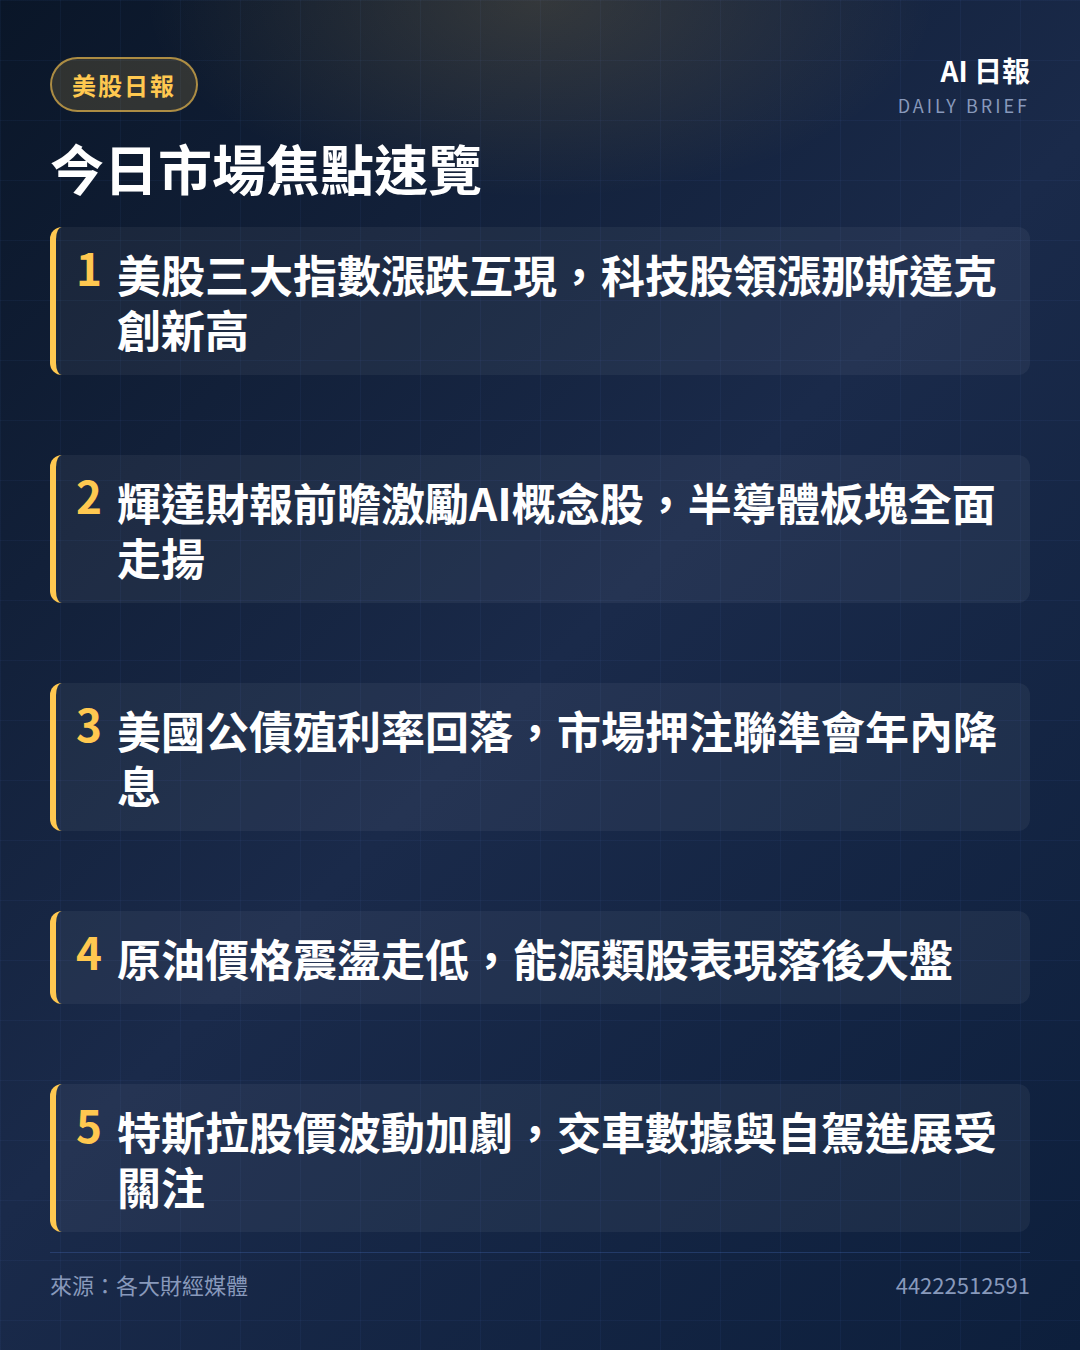 美股日報
AI 日報
DAILY BRIEF
今日市場焦點速覽
1 美股三大指數漲跌互現，科技股領漲那斯達克
創新高
2 輝達財報前瞻激勵AI概念股，半導體板塊全面
走揚
3 美國公債殖利率回落，市場押注聯準會年內降
息
4 原油價格震盪走低，能源類股表現落後大盤
5 特斯拉股價波動加劇，交車數據與自駕進展受
關注
來源：各大財經媒體
44222512591